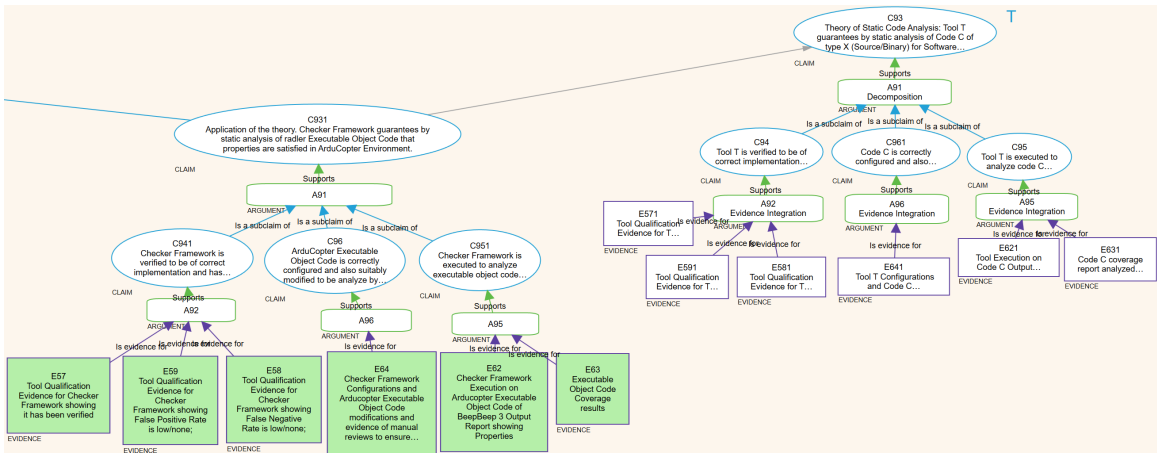 C93
Theory of Static Code Analysis: Tool T
guarantees by static analysis of Code C of
type X (Source/Binary) for Software...
T
CLAIM
Supports
A91
Decomposition
ARGUMENT
Is a subclaim of
Is a subclaim of
Is a subclaim of
C931
Application of the theory. Checker Framework guarantees by
static analysis of radler Executable Object Code that
properties are satisfied in ArduCopter Environment.
CLAIM
Supports
A91
ARGUMENT
Is a subclaim of
Is a subclaim of
Is a subclaim of
C94
Tool T is verified to be of
correct implementation...
CLAIM
C961
Code C is correctly
configured and also...
CLAIM
C95
Tool T is executed to
analyze code C...
CLAIM
Supports
A92
Evidence Integration
ARGUMENT
Supports
A96
Evidence Integration
ARGUMENT
Supports
A95
Evidence Integration
ARGUMENT
Is evidence for
Is evidence for
Is evidence for
Is evidence for
Is evidence for
E571
Tool Qualification
Evidence for T...
EVIDENCE
E591
Tool Qualification
Evidence for T...
EVIDENCE
E581
Tool Qualification
Evidence for T...
EVIDENCE
E641
Tool T Configurations
and Code C...
EVIDENCE
E621
Tool Execution on
Code C Output...
EVIDENCE
E631
Code C coverage
report analyzed...
EVIDENCE
C941
Checker Framework is
verified to be of correct
implementation and has...
CLAIM
C96
ArduCopter Executable
Object Code is correctly
configured and also suitably
modified to be analyze by...
CLAIM
C951
Checker Framework is
executed to analyze
executable object code...
CLAIM
Supports
A92
ARGUMENT
Supports
A96
ARGUMENT
Supports
A95
ARGUMENT
Is evidence for
Is evidence for
Is evidence for
Is evidence for
Is evidence for
Is evidence for
E57
Tool Qualification
Evidence for Checker
Framework showing
it has been verified
EVIDENCE
E59
Tool Qualification
Evidence for
Checker
Framework showing
False Positive Rate
is low/none;
EVIDENCE
E58
Tool Qualification
Evidence for
Checker
Framework showing
False Negative
Rate is low/none;
EVIDENCE
E64
Checker Framework
Configurations and
Arducopter Executable
Object Code
modifications and
evidence of manual
reviews to ensure...
E62
Checker Framework
Execution on
Arducopter Executable
Object Code of
BeepBeep 3 Output
Report showing
Properties
E63
Executable
Object Code
Coverage
results
EVIDENCE